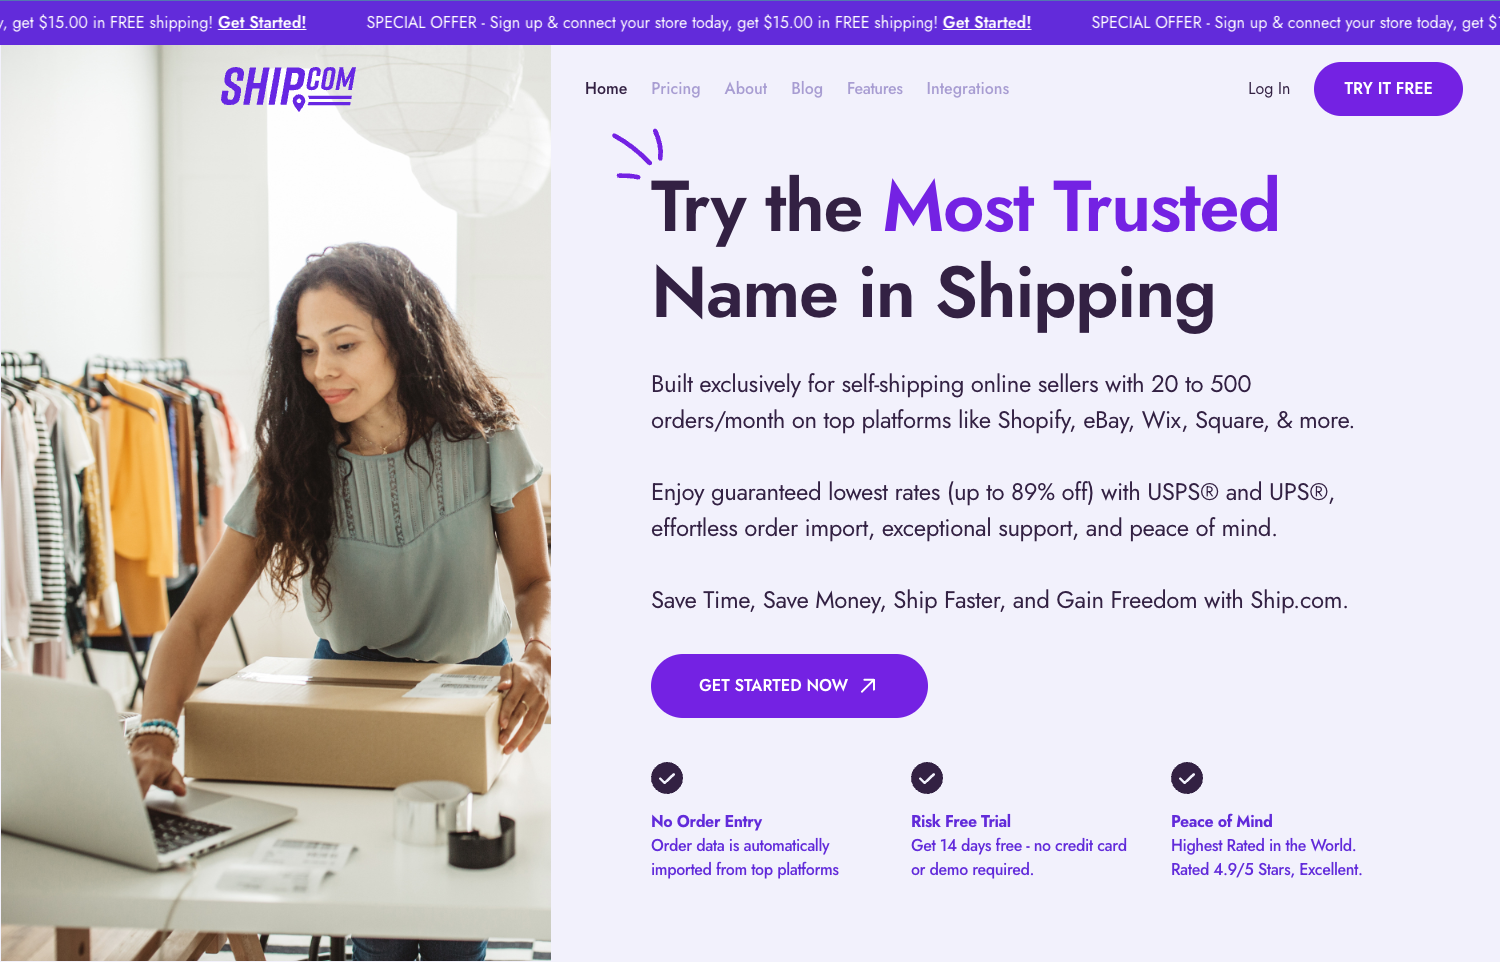 , get $15.00 in FREE shipping! Get Started! SPECIAL OFFER - Sign up & connect your store today, get $15.00 in FREE shipping! Get Started! SPECIAL OFFER - Sign up & connect your store today, get $
SHIP.COM
Home Pricing About Blog Features Integrations Log In TRY IT FREE
Try the Most Trusted
Name in Shipping
Built exclusively for self-shipping online sellers with 20 to 500
orders/month on top platforms like Shopify, eBay, Wix, Square, & more.
Enjoy guaranteed lowest rates (up to 89% off) with USPS® and UPS®,
effortless order import, exceptional support, and peace of mind.
Save Time, Save Money, Ship Faster, and Gain Freedom with Ship.com.
GET STARTED NOW
No Order Entry
Order data is automatically
imported from top platforms
Risk Free Trial
Get 14 days free - no credit card
or demo required.
Peace of Mind
Highest Rated in the World.
Rated 4.9/5 Stars, Excellent.